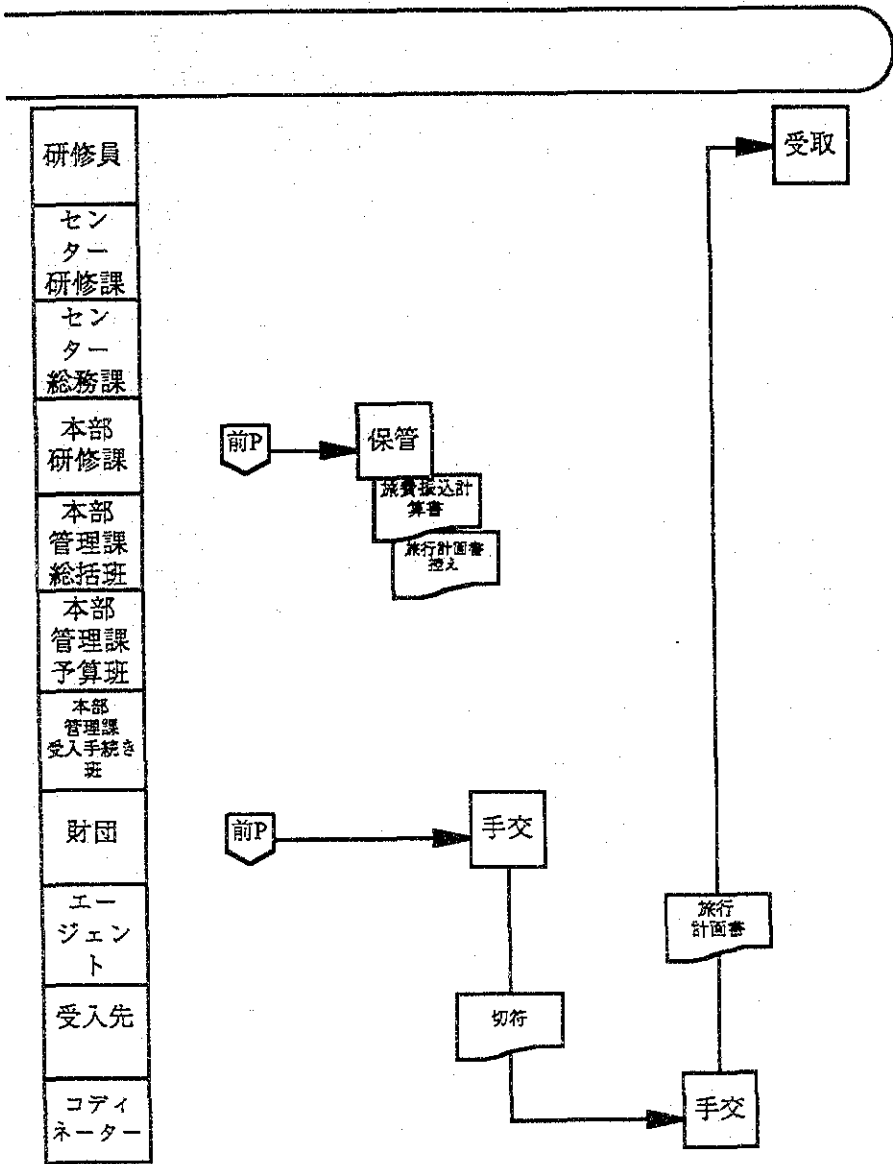 研修員
受取
セン
ター
研修課
セン
ター
総務課
本部
研修課
前P
保管
旅費振込計
算書
旅行計画書
控え
本部
管理課
総括班
本部
管理課
予算班
本部
管理課
受入手続き
班
財団
前P
手交
エー
ジェン
ト
旅行
計画書
受入先
切符
コディ
ネーター
手交